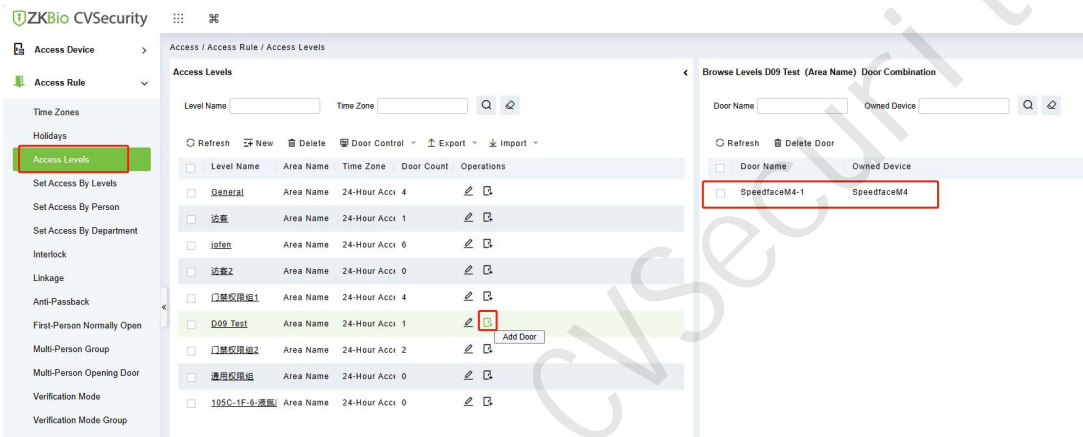 ZKBio CVSecurity
Access Device
Access / Access Rule / Access Levels
Access Rule
Access Levels
Browse Levels D09 Test (Area Name) Door Combination
Time Zones
Level Name
Time Zone
Door Name
Owned Device
Holidays
Refresh New Delete Door Control Export Import
Refresh Delete Door
Access Levels
Level Name Area Name Time Zone Door Count Operations
Door Name Owned Device
Set Access By Levels
General Area Name 24-Hour Acce 4
SpeedfaceM4-1 SpeedfaceM4
Set Access By Person
访客 Area Name 24-Hour Acce 1
Set Access By Department
jofen Area Name 24-Hour Acce 6
Interlock
访客2 Area Name 24-Hour Acce 0
Linkage
Anti-Passback
门禁权限组1 Area Name 24-Hour Acce 4
First-Person Normally Open
D09 Test Area Name 24-Hour Acce 1
Add Door
Multi-Person Group
门禁权限组2 Area Name 24-Hour Acce 2
Multi-Person Opening Door
通用权限组 Area Name 24-Hour Acce 0
Verification Mode
105C-1F-6-液氮 Area Name 24-Hour Acce 0
Verification Mode Group
CVSecurit